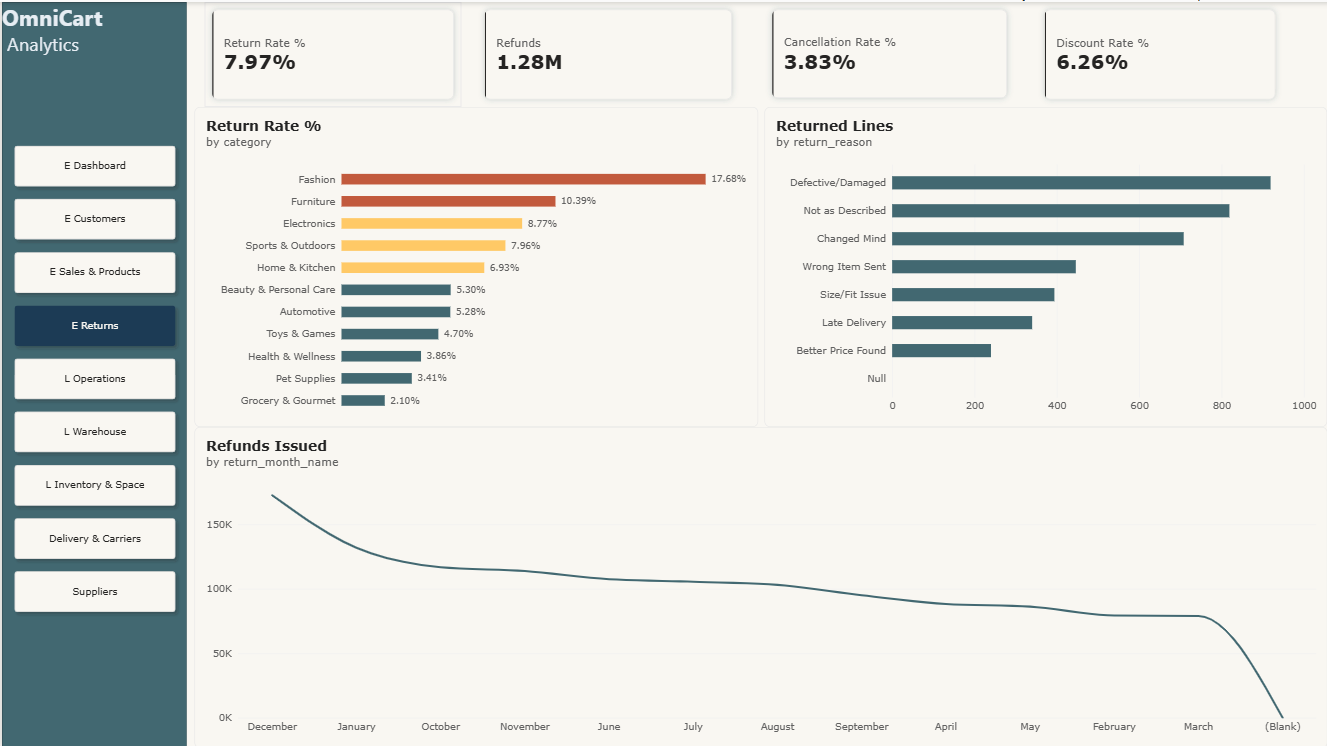 OmniCart
Analytics
E Dashboard
E Customers
E Sales & Products
E Returns
L Operations
L Warehouse
L Inventory & Space
Delivery & Carriers
Suppliers
Return Rate %
7.97%
Refunds
1.28M
Cancellation Rate %
3.83%
Discount Rate %
6.26%
Return Rate %
by category
Fashion 17.68%
Furniture 10.39%
Electronics 8.77%
Sports & Outdoors 7.96%
Home & Kitchen 6.93%
Beauty & Personal Care 5.30%
Automotive 5.28%
Toys & Games 4.70%
Health & Wellness 3.86%
Pet Supplies 3.41%
Grocery & Gourmet 2.10%
Returned Lines
by return_reason
Defective/Damaged
Not as Described
Changed Mind
Wrong Item Sent
Size/Fit Issue
Late Delivery
Better Price Found
Null
0 200 400 600 800 1000
Refunds Issued
by return_month_name
150K
100K
50K
0K
December January October November June July August September April May February March (Blank)